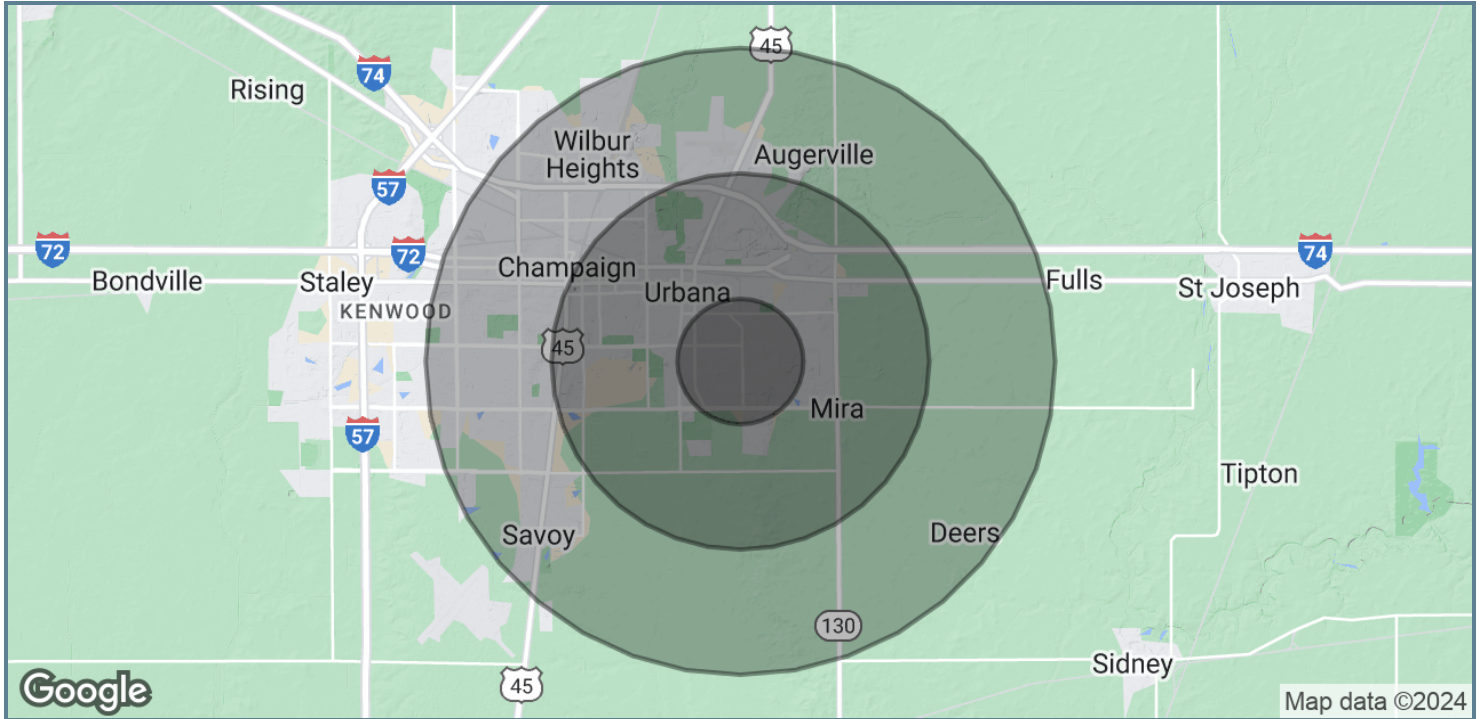 45
74
Rising
Wilbur
Heights
Augerville
57
72
72
74
Champaign
Bondville
Staley
Urbana
Fulls
St Joseph
KENWOOD
45
Mira
57
Tipton
Savoy
Deers
130
Sidney
45
Google
Map data ©2024